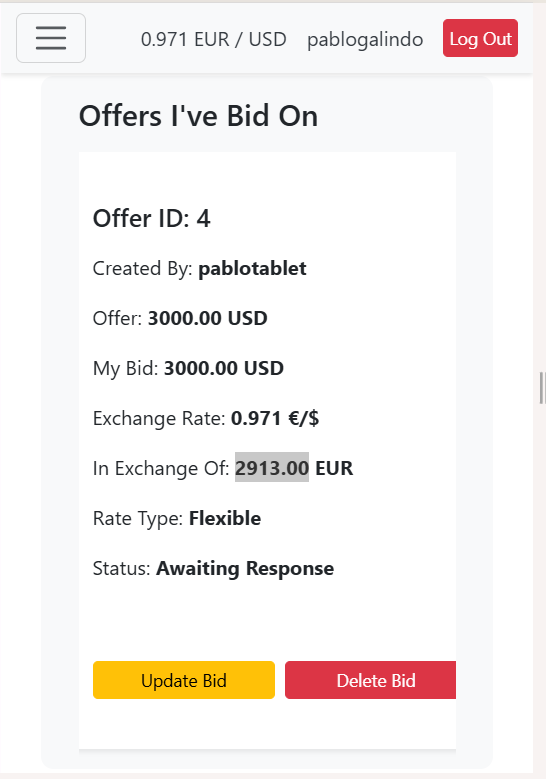 0.971 EUR / USD pablogalindo Log Out
Offers I've Bid On
Offer ID: 4
Created By: pablotablet
Offer: 3000.00 USD
My Bid: 3000.00 USD
Exchange Rate: 0.971 €/$
In Exchange Of: 2913.00 EUR
Rate Type: Flexible
Status: Awaiting Response
Update Bid Delete Bid